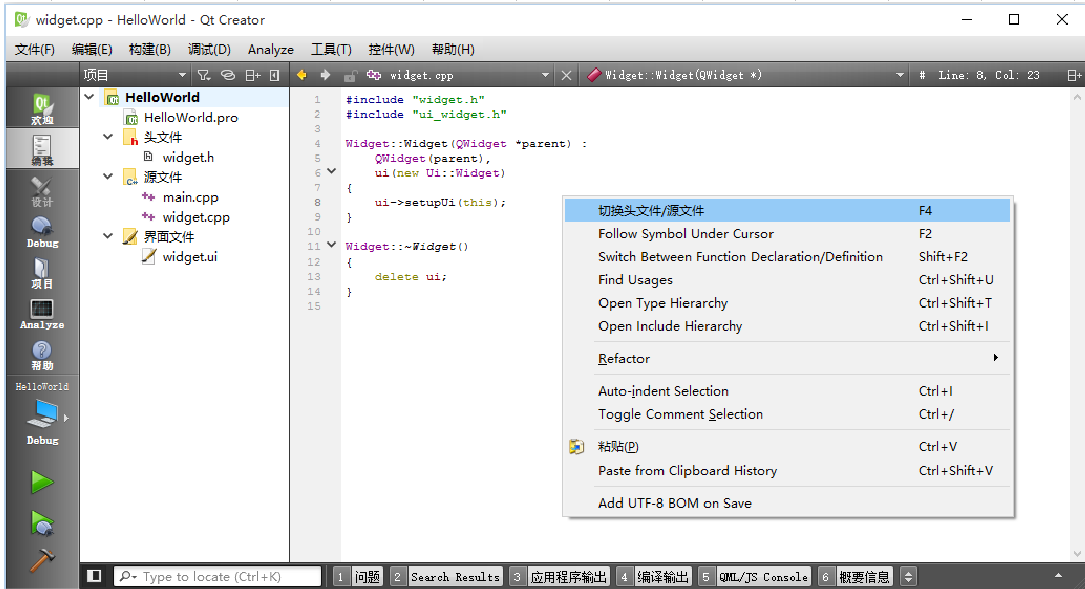 widget.cpp - HelloWorld - Qt Creator
文件(F) 编辑(E) 构建(B) 调试(D) Analyze 工具(T) 控件(W) 帮助(H)
项目 widget.cpp Widget::Widget(QWidget *) # Line: 8, Col: 23
Qt
欢迎
编辑
设计
Debug
项目
Analyze
帮助
HelloWorld
Debug
HelloWorld
HelloWorld.pro
头文件
widget.h
源文件
main.cpp
widget.cpp
界面文件
widget.ui
1 #include "widget.h"
2 #include "ui_widget.h"
3
4 Widget::Widget(QWidget *parent) :
5 QWidget(parent),
6 ui(new Ui::Widget)
7 {
8 ui->setupUi(this);
9 }
10
11 Widget::~Widget()
12 {
13 delete ui;
14 }
15
切换头文件/源文件 F4
Follow Symbol Under Cursor F2
Switch Between Function Declaration/Definition Shift+F2
Find Usages Ctrl+Shift+U
Open Type Hierarchy Ctrl+Shift+T
Open Include Hierarchy Ctrl+Shift+I
Refactor
Auto-indent Selection Ctrl+I
Toggle Comment Selection Ctrl+/
粘贴(P) Ctrl+V
Paste from Clipboard History Ctrl+Shift+V
Add UTF-8 BOM on Save
Type to locate (Ctrl+K) 1 问题 2 Search Results 3 应用程序输出 4 编译输出 5 QML/JS Console 6 概要信息